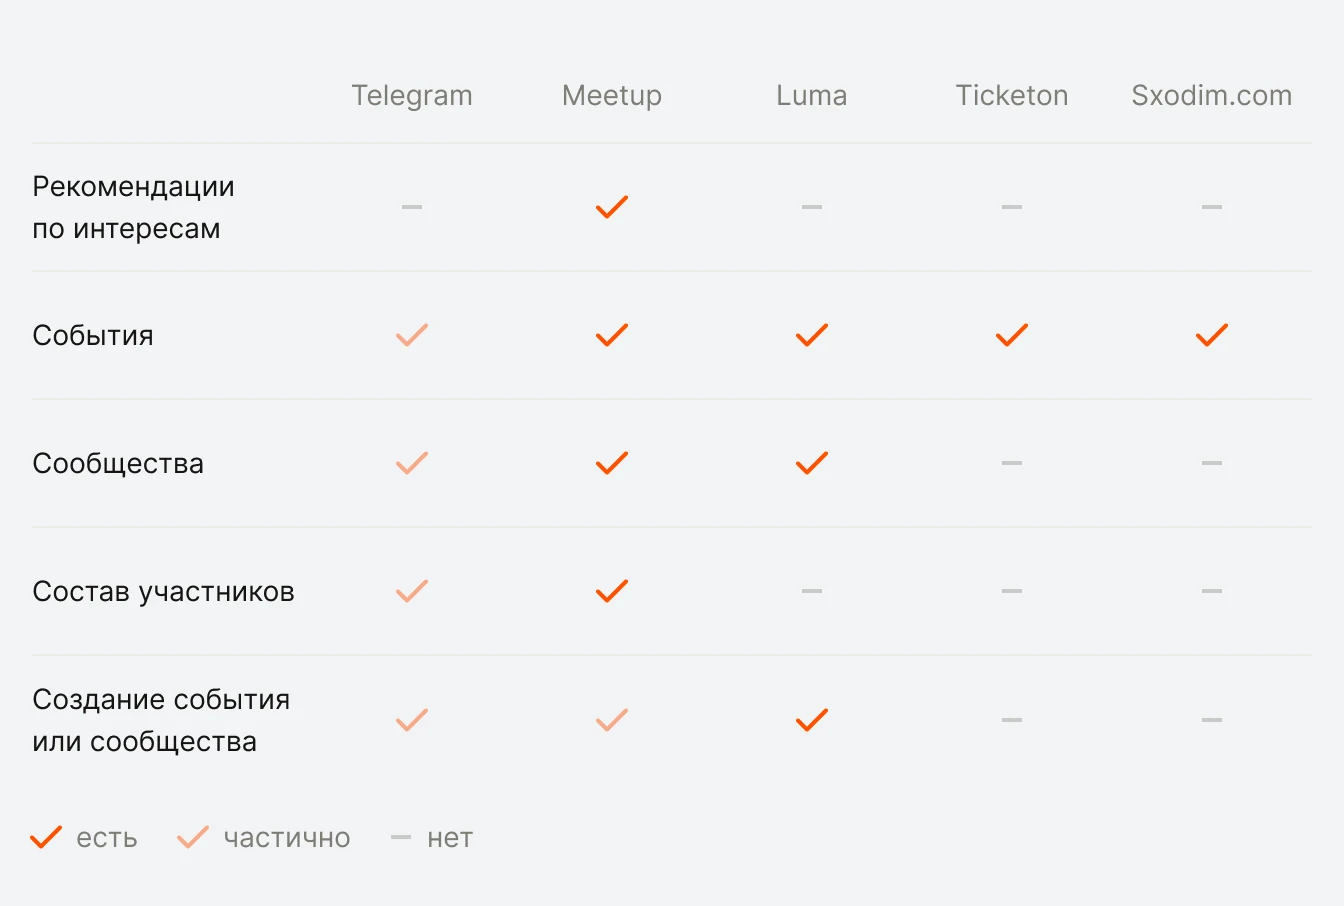 Telegram Meetup Luma Ticketon Sxodim.com
Рекомендации
по интересам
События
Сообщества
Состав участников
Создание события
или сообщества
есть частично нет